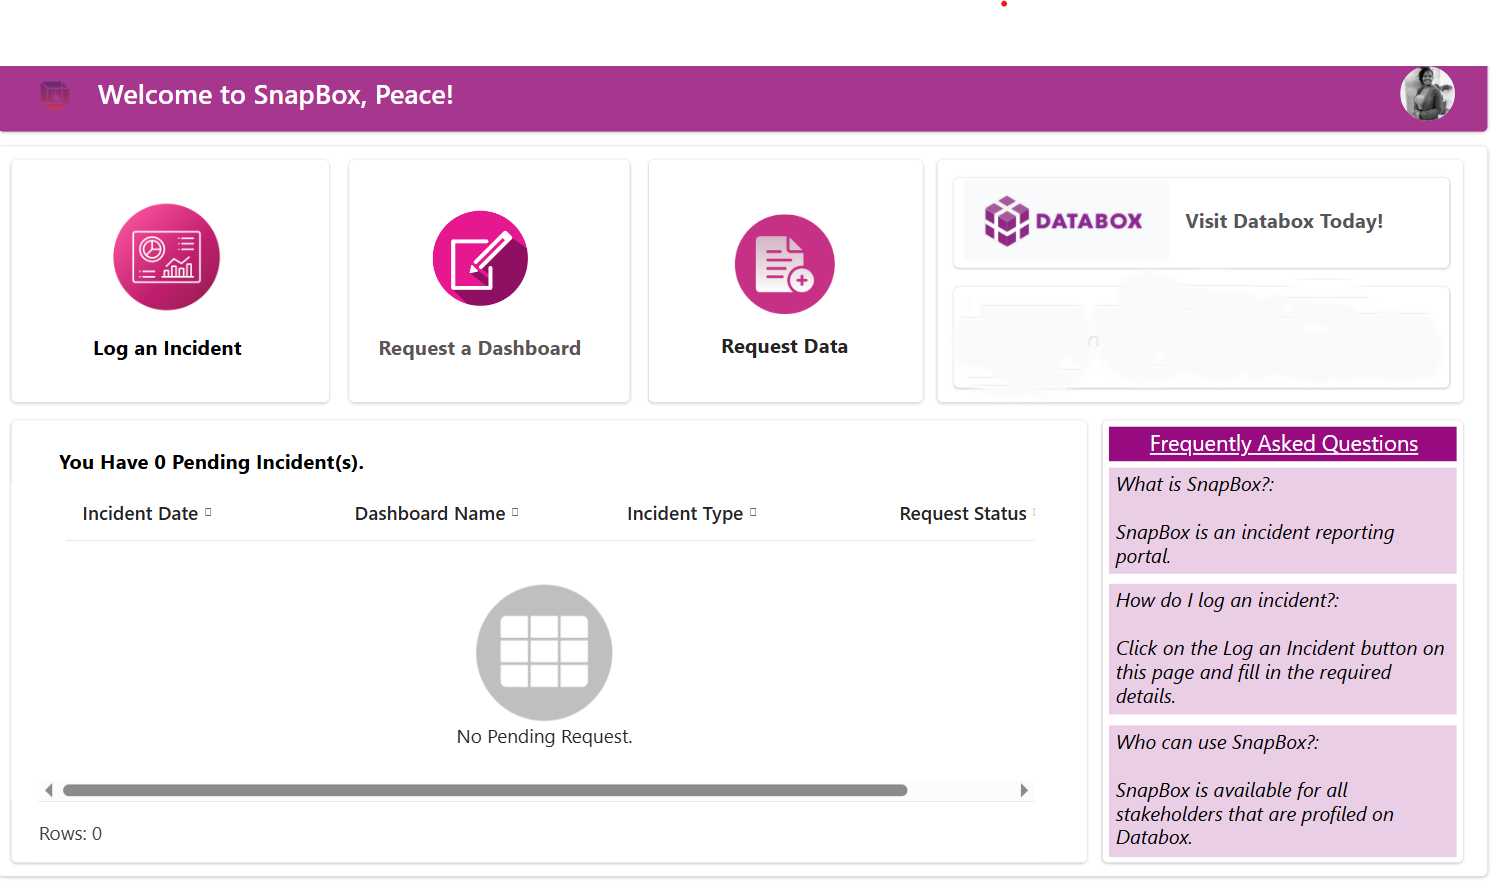 Welcome to SnapBox, Peace!
Log an Incident
Request a Dashboard
Request Data
DATABOX
Visit Databox Today!
You Have 0 Pending Incident(s).
Incident Date
Dashboard Name
Incident Type
Request Status
No Pending Request.
Rows: 0
Frequently Asked Questions
What is SnapBox?:
SnapBox is an incident reporting
portal.
How do I log an incident?:
Click on the Log an Incident button on
this page and fill in the required
details.
Who can use SnapBox?:
SnapBox is available for all
stakeholders that are profiled on
Databox.